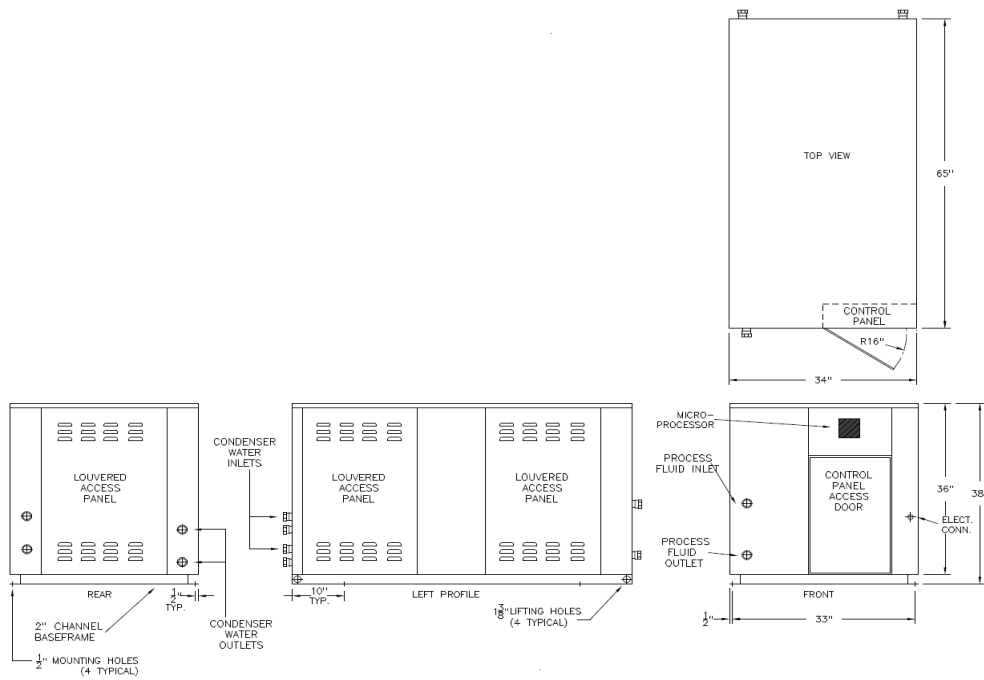 TOP VIEW
65"
CONTROL
PANEL
R16"
34"
LOUVERED
ACCESS
PANEL
REAR
1/2"
TYP.
2" CHANNEL
BASEFRAME
1/2" MOUNTING HOLES
(4 TYPICAL)
CONDENSER
WATER
OUTLETS
CONDENSER
WATER
INLETS
LOUVERED
ACCESS
PANEL
LOUVERED
ACCESS
PANEL
10"
TYP.
LEFT PROFILE
1 3/8" LIFTING HOLES
(4 TYPICAL)
MICRO-
PROCESSOR
PROCESS
FLUID INLET
PROCESS
FLUID
OUTLET
CONTROL
PANEL
ACCESS
DOOR
36"
38
ELECT.
CONN.
FRONT
1/2"
33"